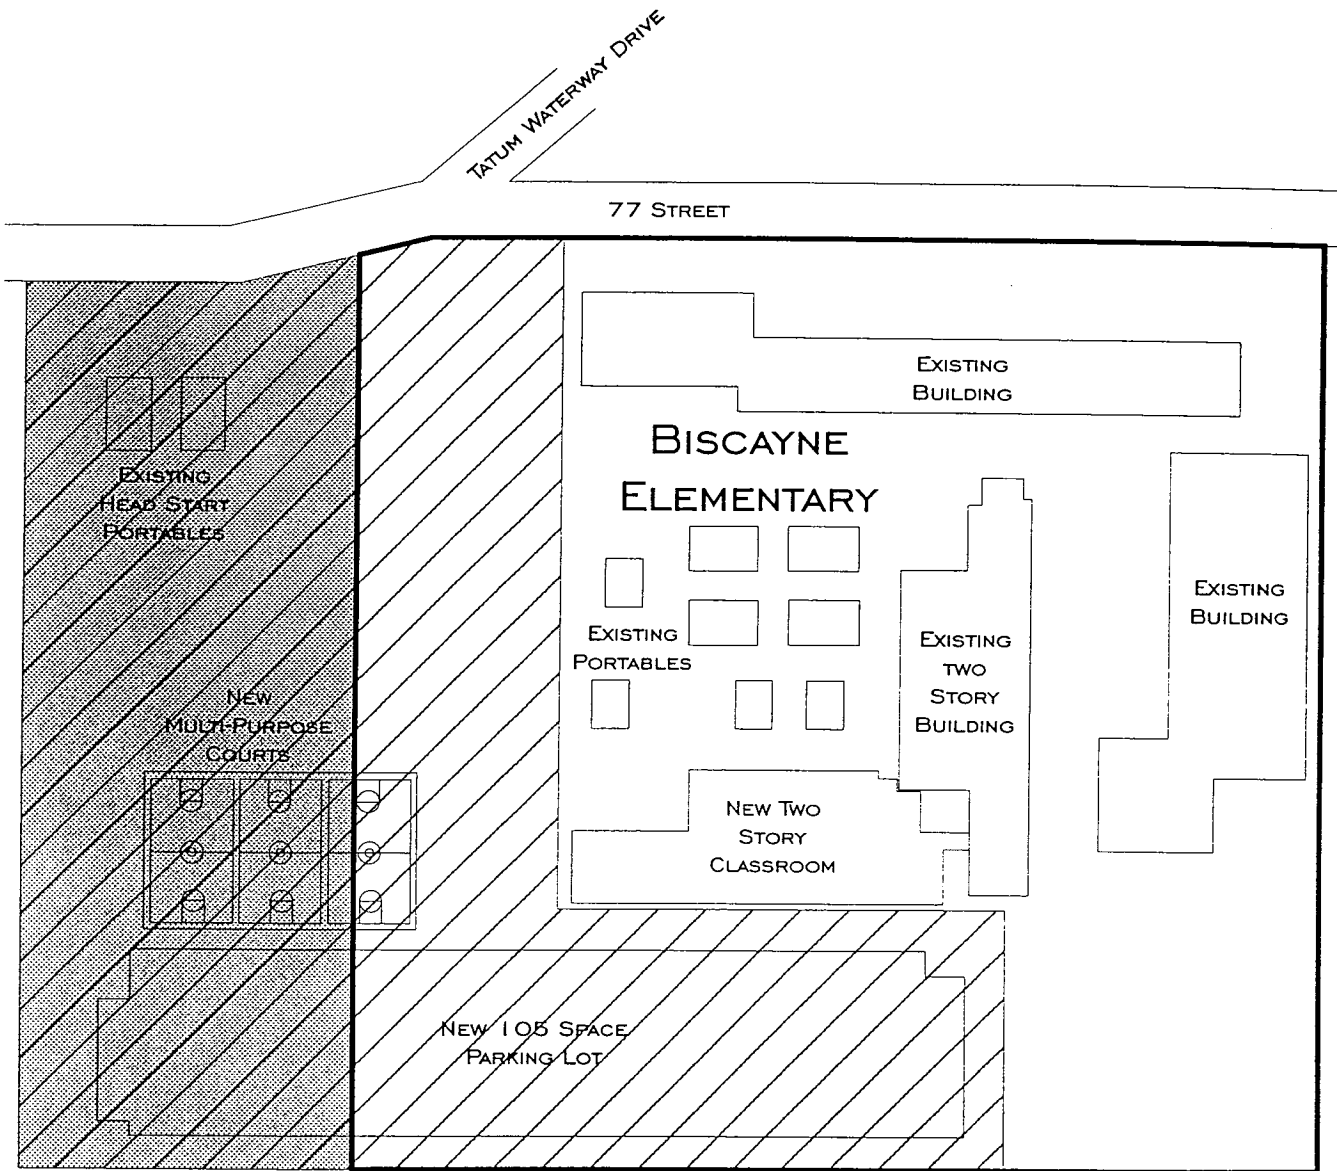 TATUM WATERWAY DRIVE
77 STREET
EXISTING
BUILDING
BISCAYNE
ELEMENTARY
EXISTING
HEAD START
PORTABLES
EXISTING
BUILDING
EXISTING
PORTABLES
EXISTING
TWO
STORY
BUILDING
NEW
MULTI-PURPOSE
COURTS
NEW TWO
STORY
CLASSROOM
NEW 105 SPACE
PARKING LOT